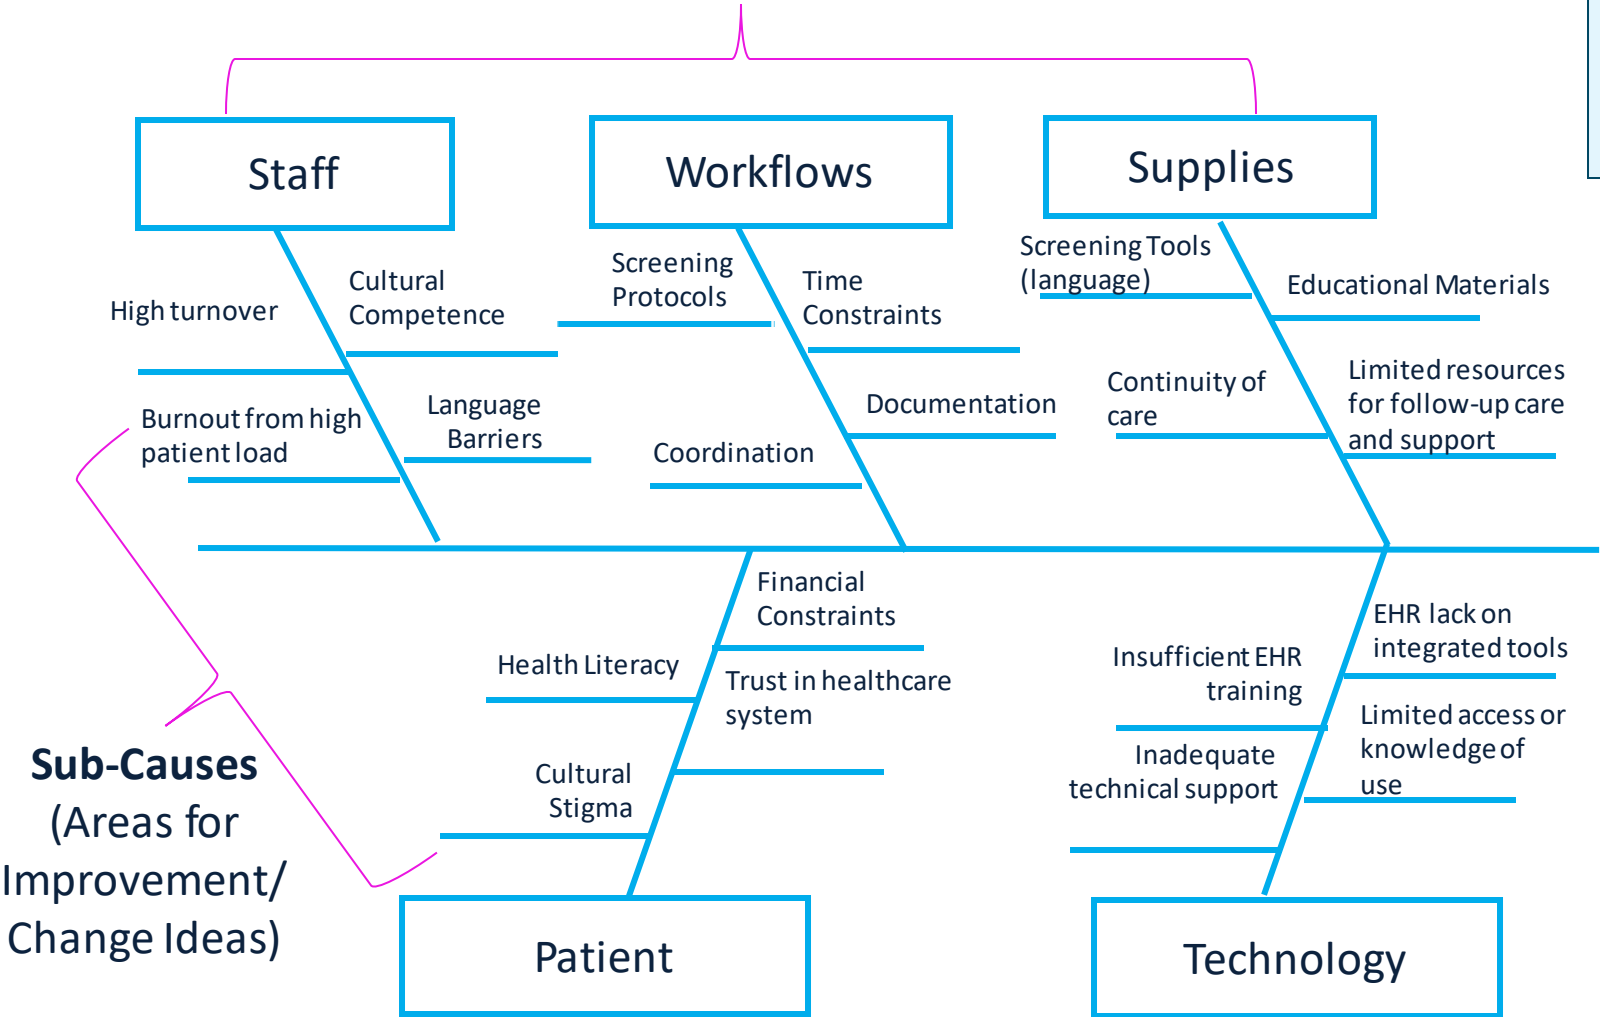 Staff
Workflows
Supplies
High turnover
Cultural
Competence
Burnout from high
patient load
Language
Barriers
Screening
Protocols
Time
Constraints
Documentation
Coordination
Screening Tools
(language)
Educational Materials
Continuity of
care
Limited resources
for follow-up care
and support
Financial
Constraints
Health Literacy
Trust in healthcare
system
Cultural
Stigma
EHR lack on
integrated tools
Insufficient EHR
training
Limited access or
knowledge of
use
Inadequate
technical support
Sub-Causes
(Areas for
Improvement/
Change Ideas)
Patient
Technology